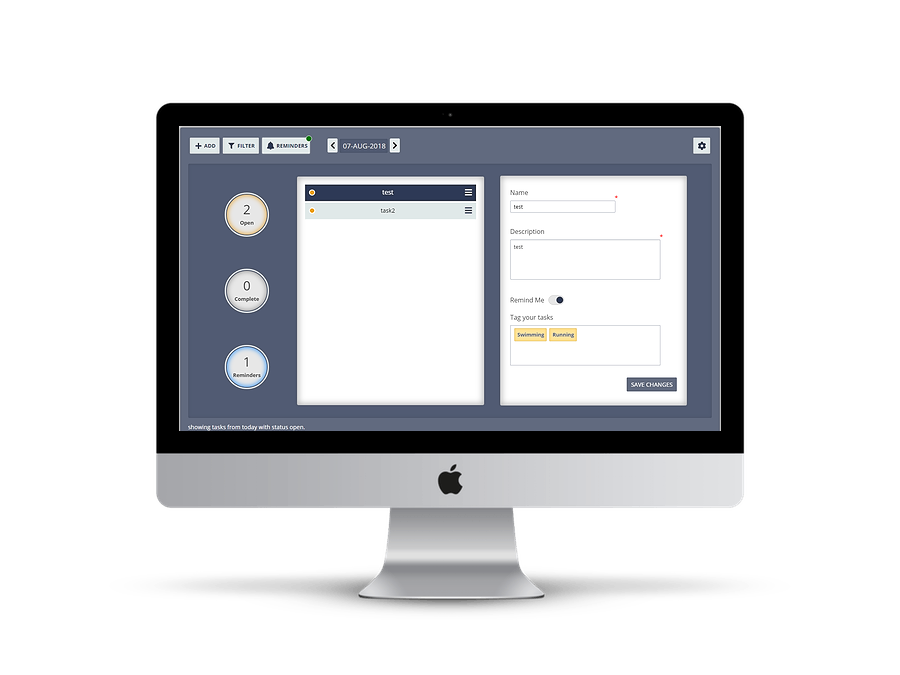 ADD
FILTER
REMINDERS
07-AUG-2018
2
Open
0
Complete
1
Reminders
test
task2
Name
*
test
Description
*
test
Remind Me
Tag your tasks
Swimming
Running
SAVE CHANGES
showing tasks from today with status open.